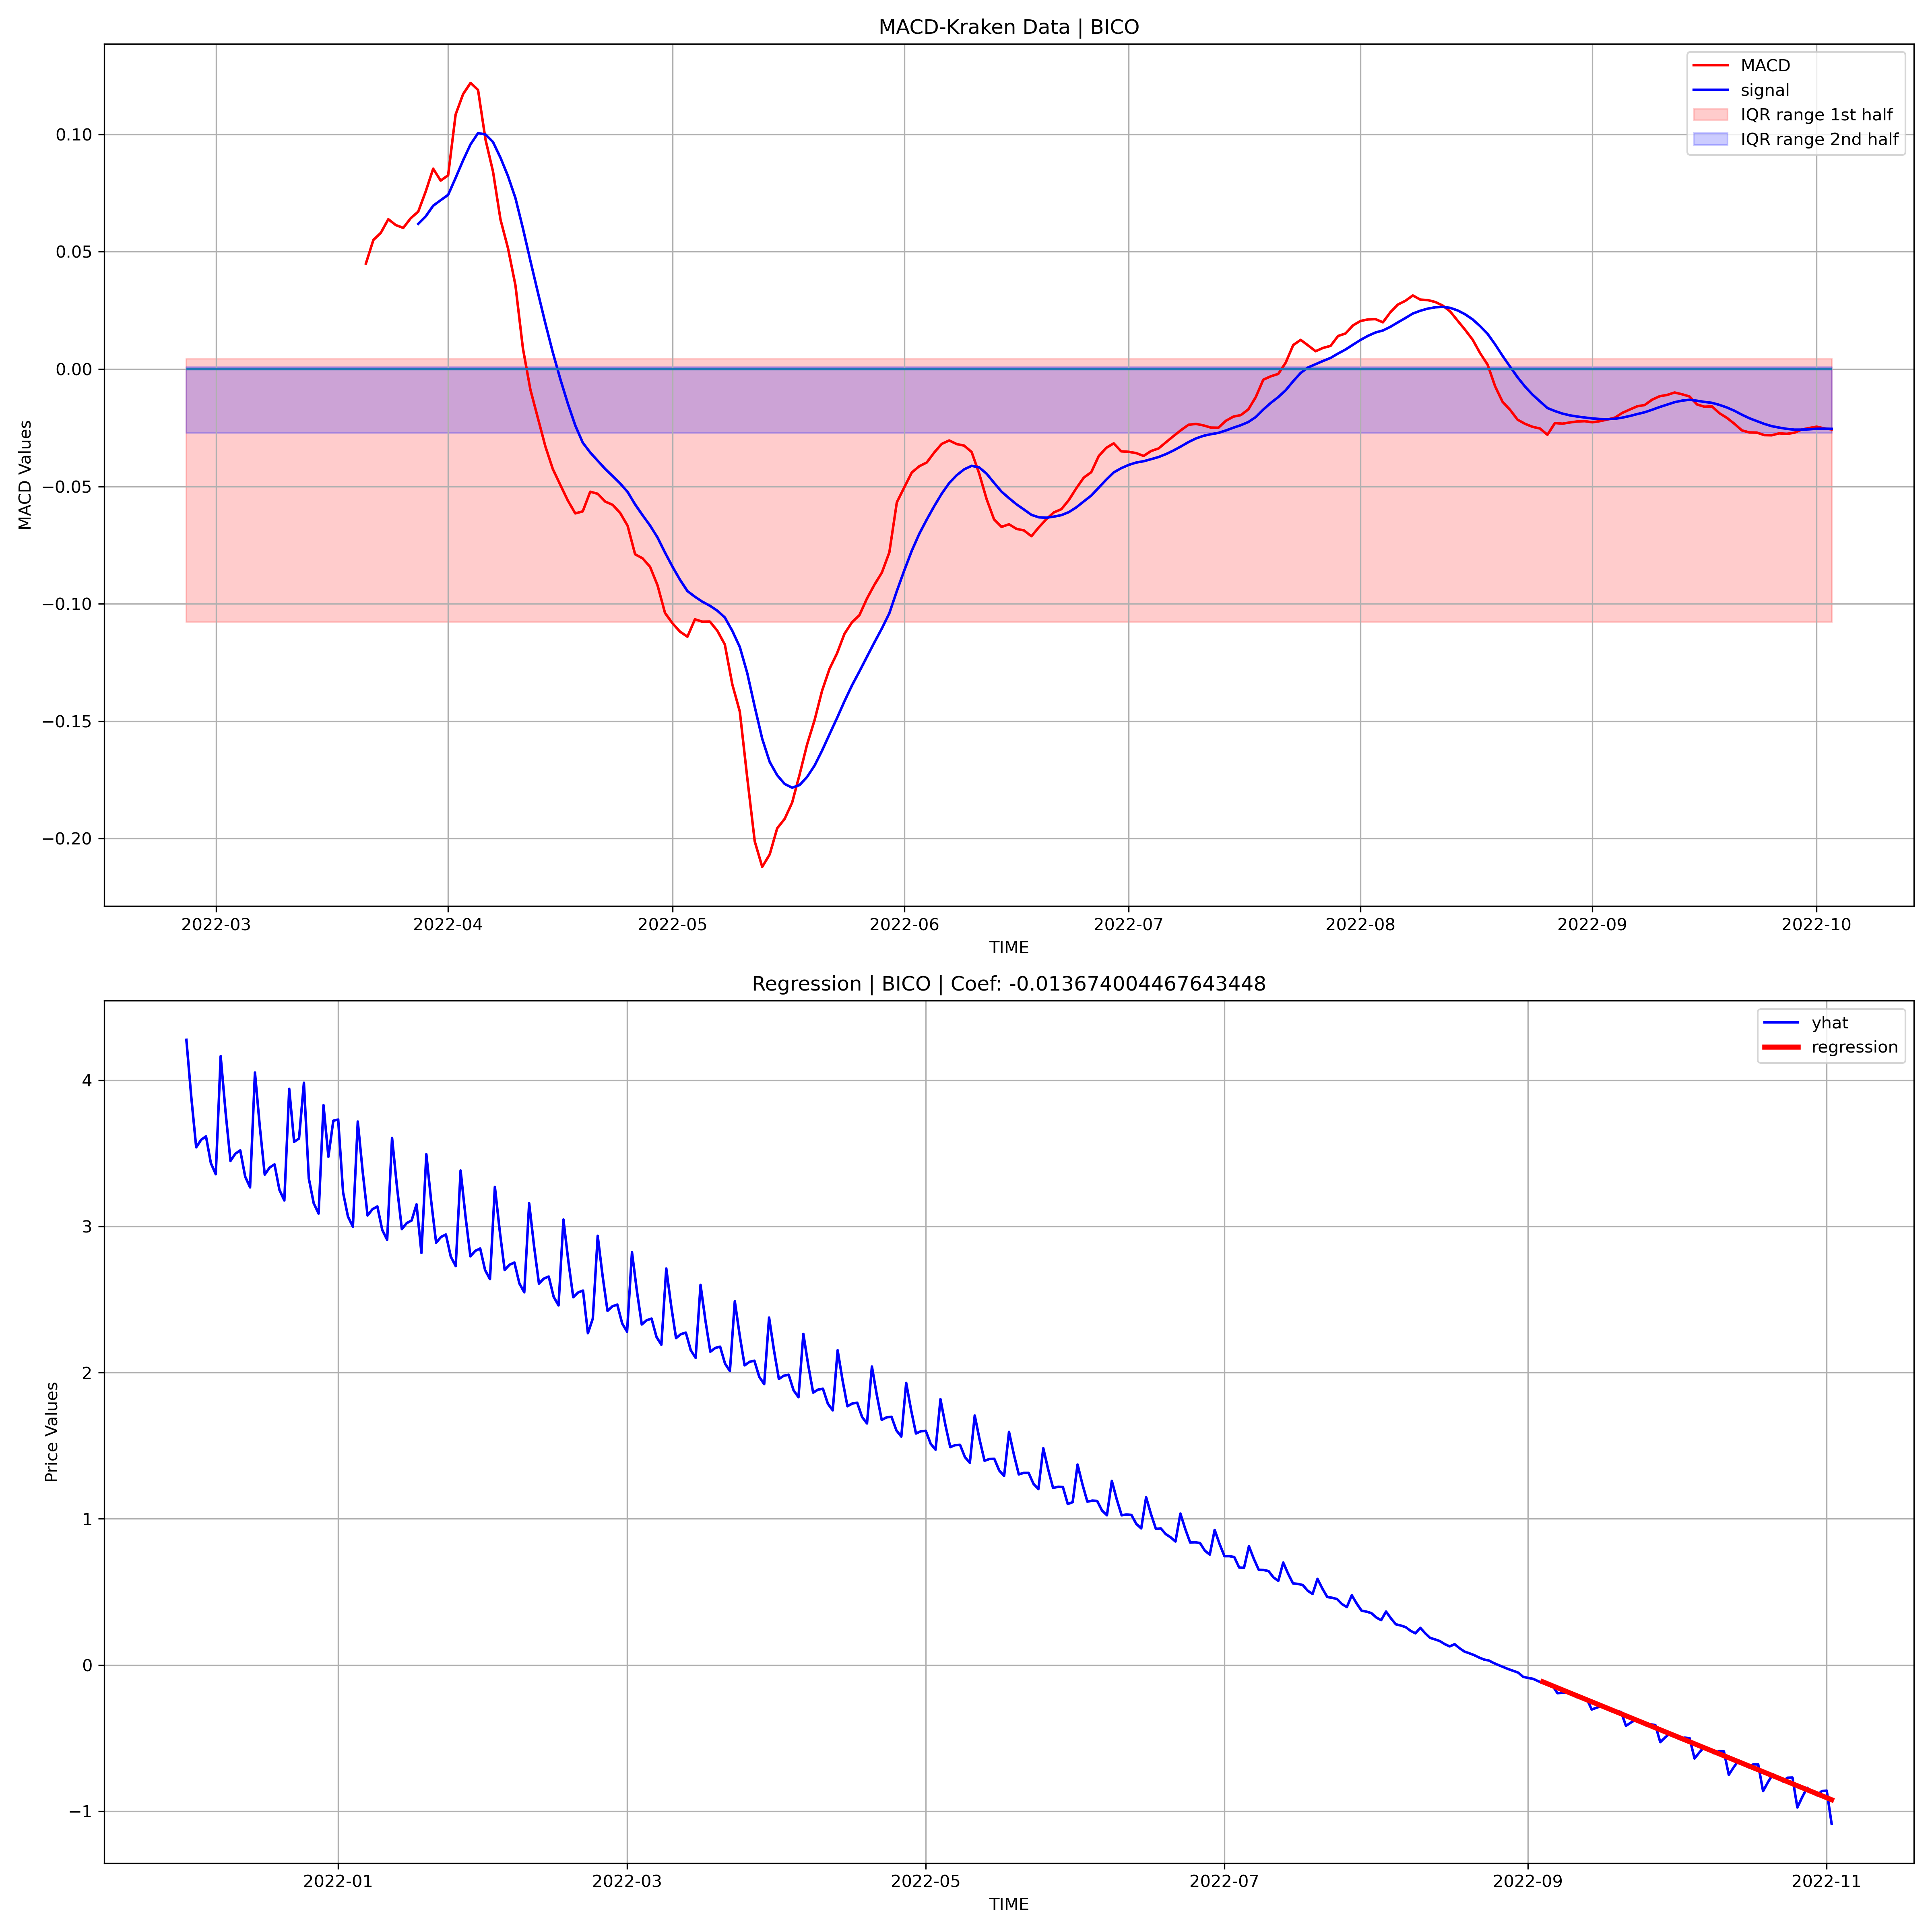 MACD-Kraken Data | BICO
MACD
signal
IQR range 1st half
IQR range 2nd half
MACD Values
0.10
0.05
0.00
−0.05
−0.10
−0.15
−0.20
2022-03 2022-04 2022-05 2022-06 2022-07 2022-08 2022-09 2022-10
TIME
Regression | BICO | Coef: -0.013674004467643448
yhat
regression
Price Values
4
3
2
1
0
−1
2022-01 2022-03 2022-05 2022-07 2022-09 2022-11
TIME